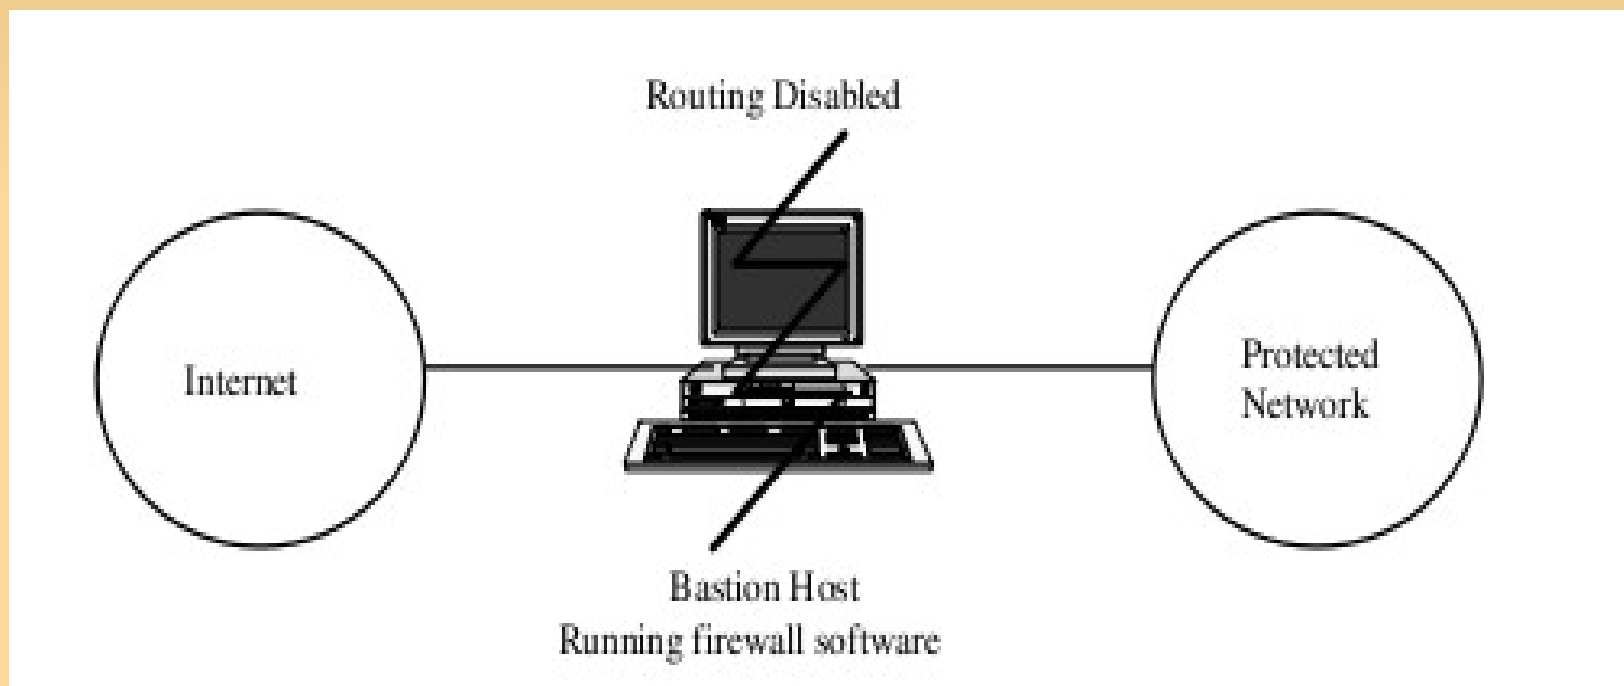 Routing Disabled
Internet
Protected
Network
Bastion Host
Running firewall software